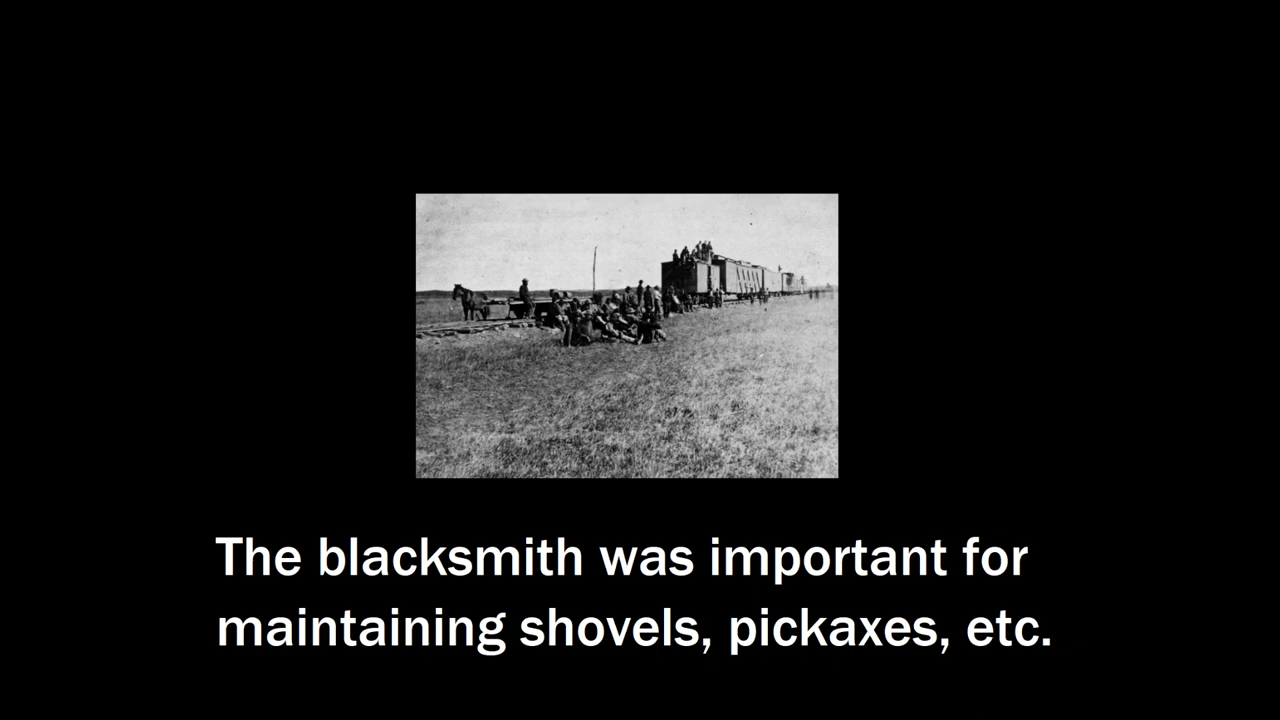 The blacksmith was important for
maintaining shovels, pickaxes, etc.